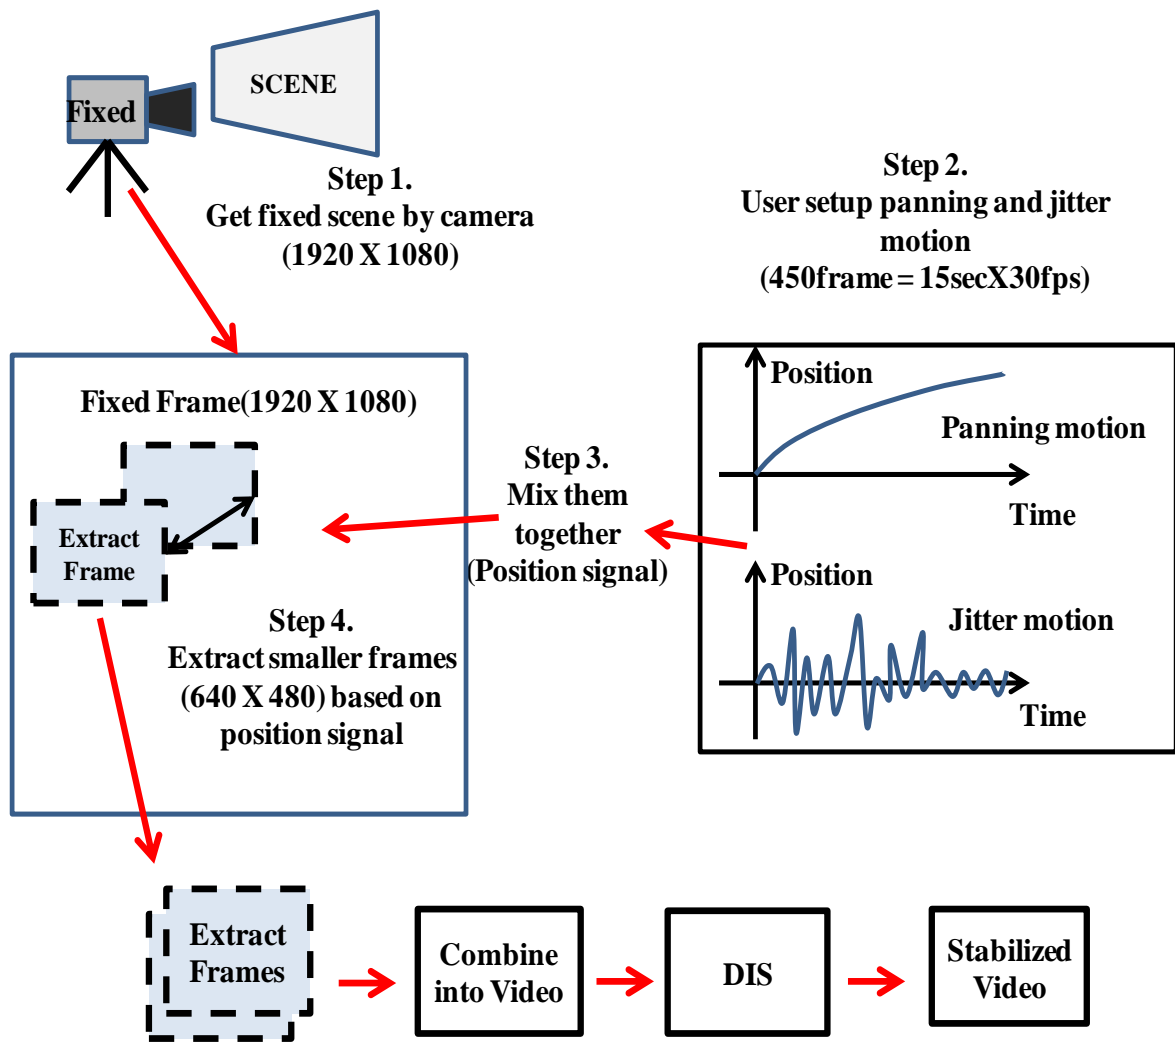 SCENE
Fixed
Step 1.
Get fixed scene by camera
(1920 X 1080)
Step 2.
User setup panning and jitter
motion
(450frame = 15secX30fps)
Fixed Frame(1920 X 1080)
Extract
Frame
Step 3.
Mix them
together
(Position signal)
Position
Panning motion
Time
Position
Jitter motion
Time
Step 4.
Extract smaller frames
(640 X 480) based on
position signal
Extract
Frames
Combine
into Video
DIS
Stabilized
Video